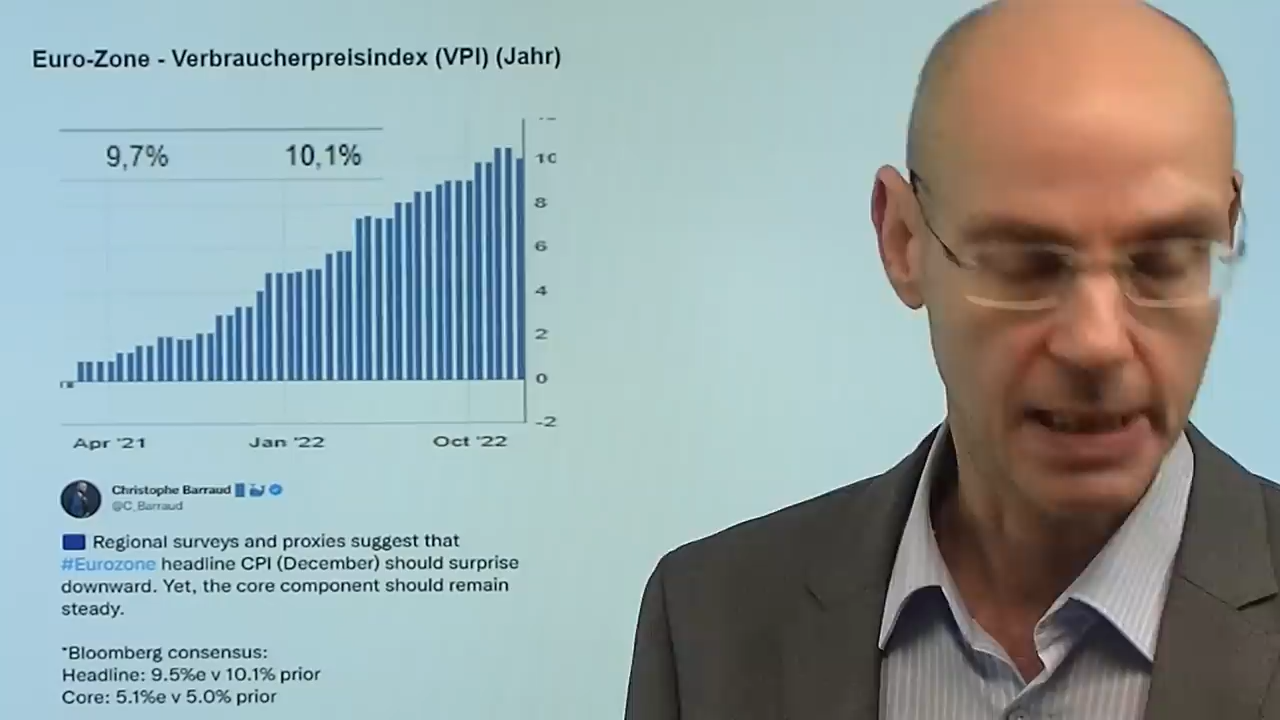 Euro-Zone - Verbraucherpreisindex (VPI) (Jahr)
9,7% 10,1%
10
8
6
4
2
0
-2
Apr '21 Jan '22 Oct '22
Christophe Barraud
@C_Barraud
Regional surveys and proxies suggest that
#Eurozone headline CPI (December) should surprise
downward. Yet, the core component should remain
steady.
*Bloomberg consensus:
Headline: 9.5%e v 10.1% prior
Core: 5.1%e v 5.0% prior